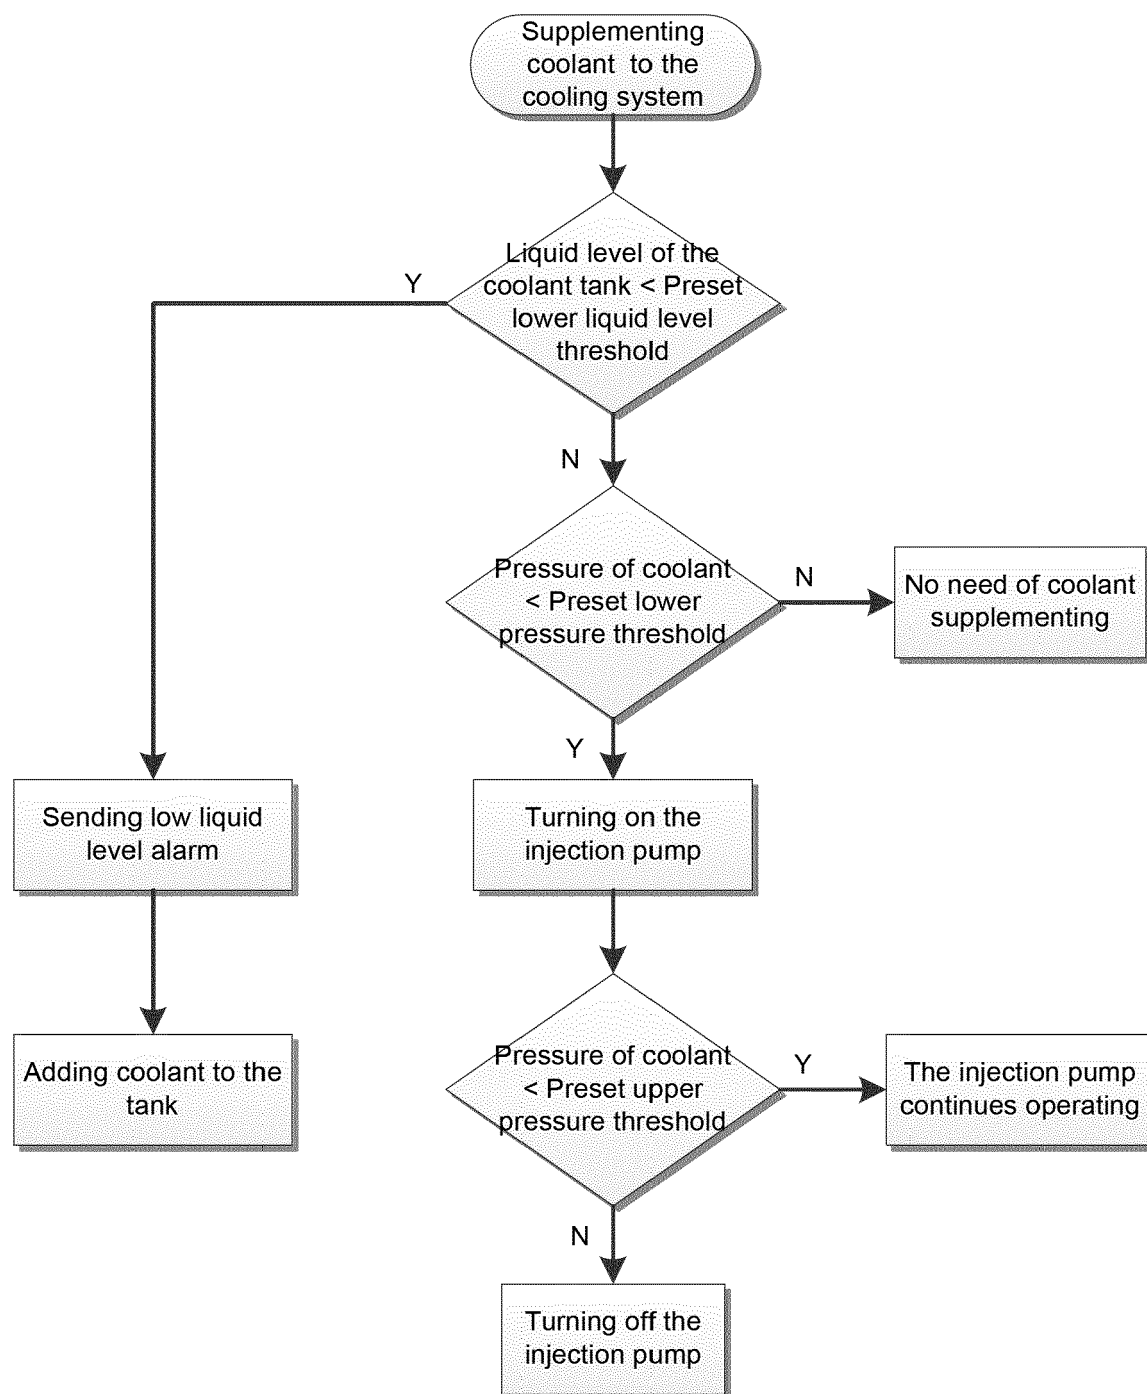 Supplementing
coolant to the
cooling system
Liquid level of the
coolant tank < Preset
lower liquid level
threshold
Y
N
Pressure of coolant
< Preset lower
pressure threshold
N
No need of coolant
supplementing
Y
Sending low liquid
level alarm
Turning on the
injection pump
Adding coolant to the
tank
Pressure of coolant
< Preset upper
pressure threshold
Y
The injection pump
continues operating
N
Turning off the
injection pump